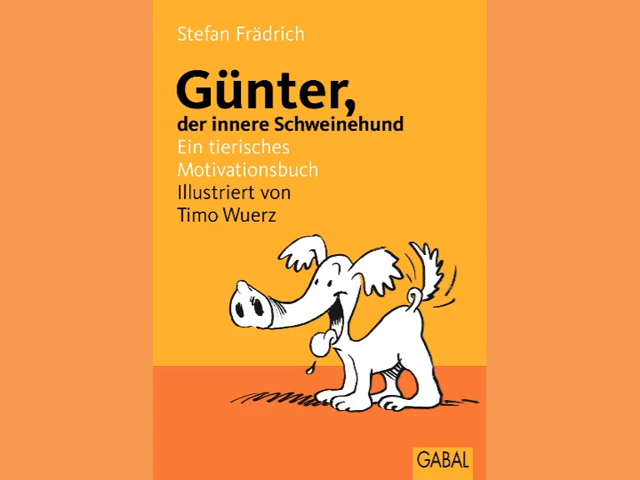 Stefan Frädrich
Günter,
der innere Schweinehund
Ein tierisches
Motivationsbuch
Illustriert von
Timo Wuerz
GABAL